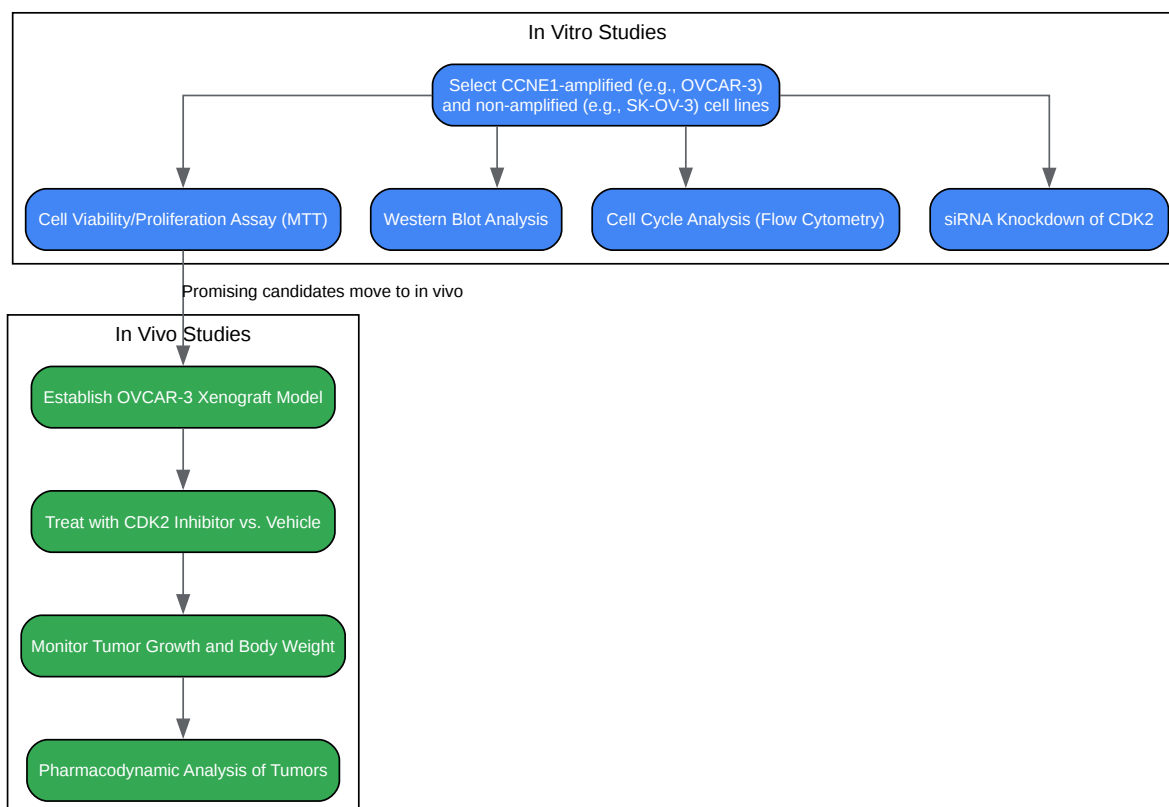 In Vitro Studies
Select CCNE1-amplified (e.g., OVCAR-3)
and non-amplified (e.g., SK-OV-3) cell lines
Cell Viability/Proliferation Assay (MTT)
Western Blot Analysis
Cell Cycle Analysis (Flow Cytometry)
siRNA Knockdown of CDK2
Promising candidates move to in vivo
In Vivo Studies
Establish OVCAR-3 Xenograft Model
Treat with CDK2 Inhibitor vs. Vehicle
Monitor Tumor Growth and Body Weight
Pharmacodynamic Analysis of Tumors